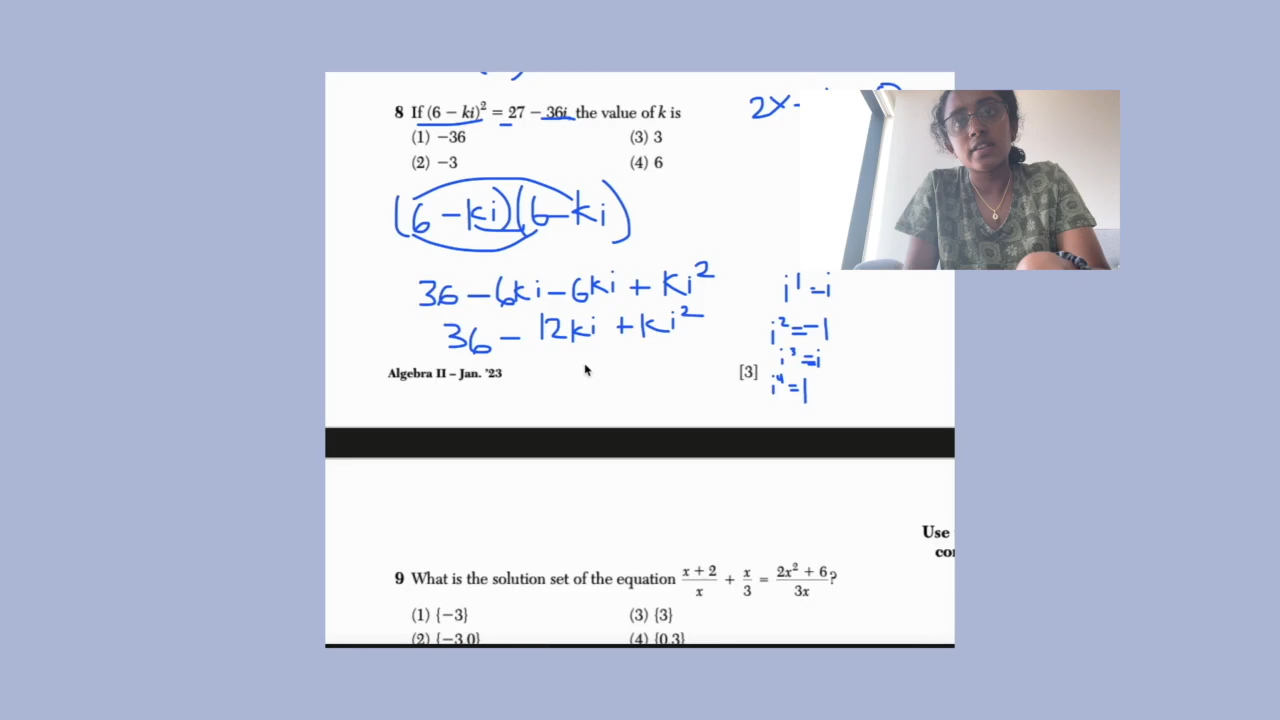 2x-
8 If (6 − ki)² = 27 − 36i, the value of k is
(1) −36 (3) 3
(2) −3 (4) 6
(6 -ki)(6-ki)
36 -6ki-6ki + Ki²
36 - 12ki +ki²
i¹ = i
i² = -1
i³ = i
i⁴ = 1
Algebra II – Jan. '23 [3]
Use
9 What is the solution set of the equation (x + 2)/x + x/3 = (2x² + 6)/3x?
(1) {−3} (3) {3}
(2) {−3,0} (4) {0,3}